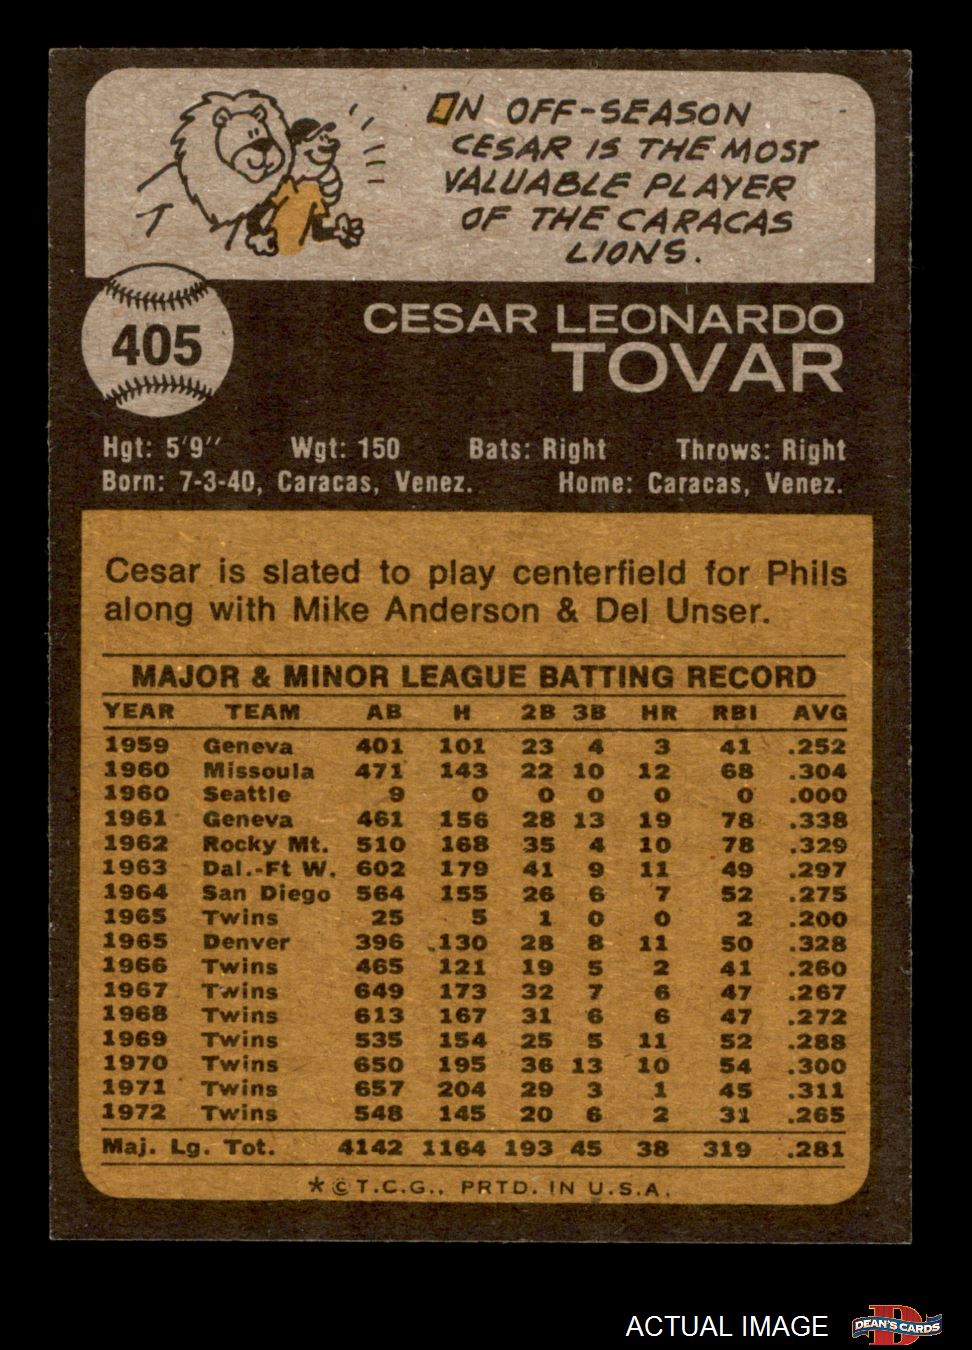 ON OFF-SEASON
CESAR IS THE MOST
VALUABLE PLAYER
OF THE CARACAS
LIONS.
405
CESAR LEONARDO
TOVAR
Hgt: 5'9" Wgt: 150 Bats: Right Throws: Right
Born: 7-3-40, Caracas, Venez. Home: Caracas, Venez.
Cesar is slated to play centerfield for Phils
along with Mike Anderson & Del Unser.
MAJOR & MINOR LEAGUE BATTING RECORD
YEAR TEAM AB H 2B 3B HR RBI AVG
1959 Geneva 401 101 23 4 3 41 .252
1960 Missoula 471 143 22 10 12 68 .304
1960 Seattle 9 0 0 0 0 0 .000
1961 Geneva 461 156 28 13 19 78 .338
1962 Rocky Mt. 510 168 35 4 10 78 .329
1963 Dal.-Ft W. 602 179 41 9 11 49 .297
1964 San Diego 564 155 26 6 7 52 .275
1965 Twins 25 5 1 0 0 2 .200
1965 Denver 396 130 28 8 11 50 .328
1966 Twins 465 121 19 5 2 41 .260
1967 Twins 649 173 32 7 6 47 .267
1968 Twins 613 167 31 6 6 47 .272
1969 Twins 535 154 25 5 11 52 .288
1970 Twins 650 195 36 13 10 54 .300
1971 Twins 657 204 29 3 1 45 .311
1972 Twins 548 145 20 6 2 31 .265
Maj. Lg. Tot. 4142 1164 193 45 38 319 .281
*©T.C.G., PRTD. IN U.S.A.
ACTUAL IMAGE D DEAN'S CARDS